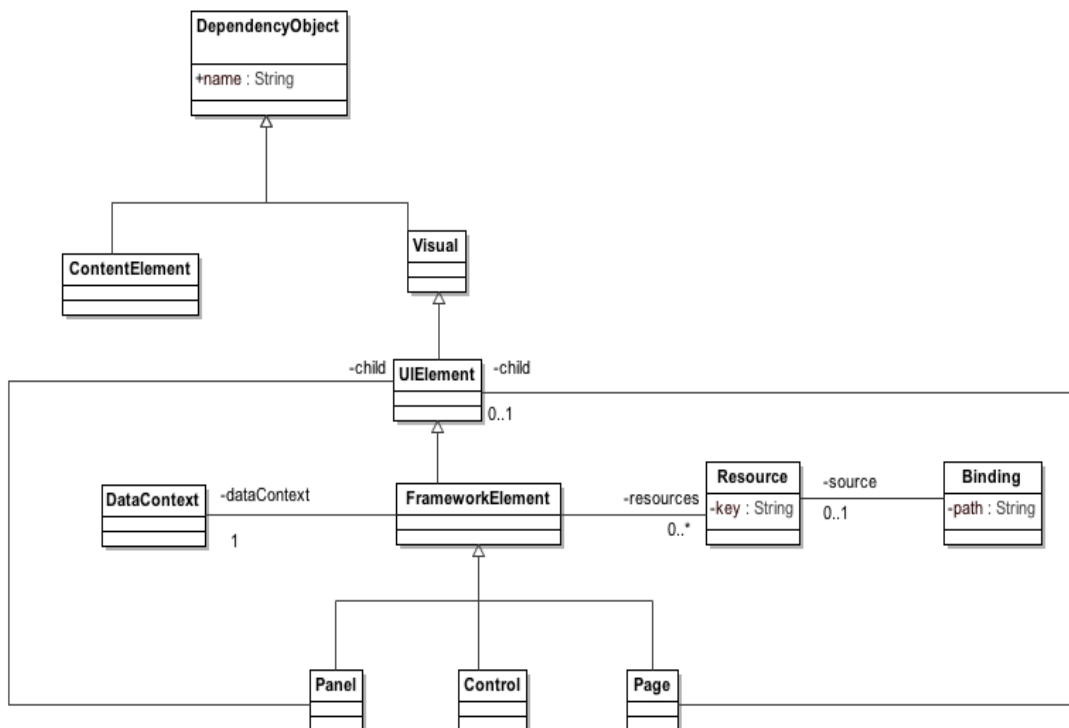 DependencyObject
+name : String
Visual
ContentElement
-child
UIElement
-child
0..1
DataContext
-dataContext
1
FrameworkElement
-resources
0..*
Resource
-key : String
-source
0..1
Binding
-path : String
Panel
Control
Page